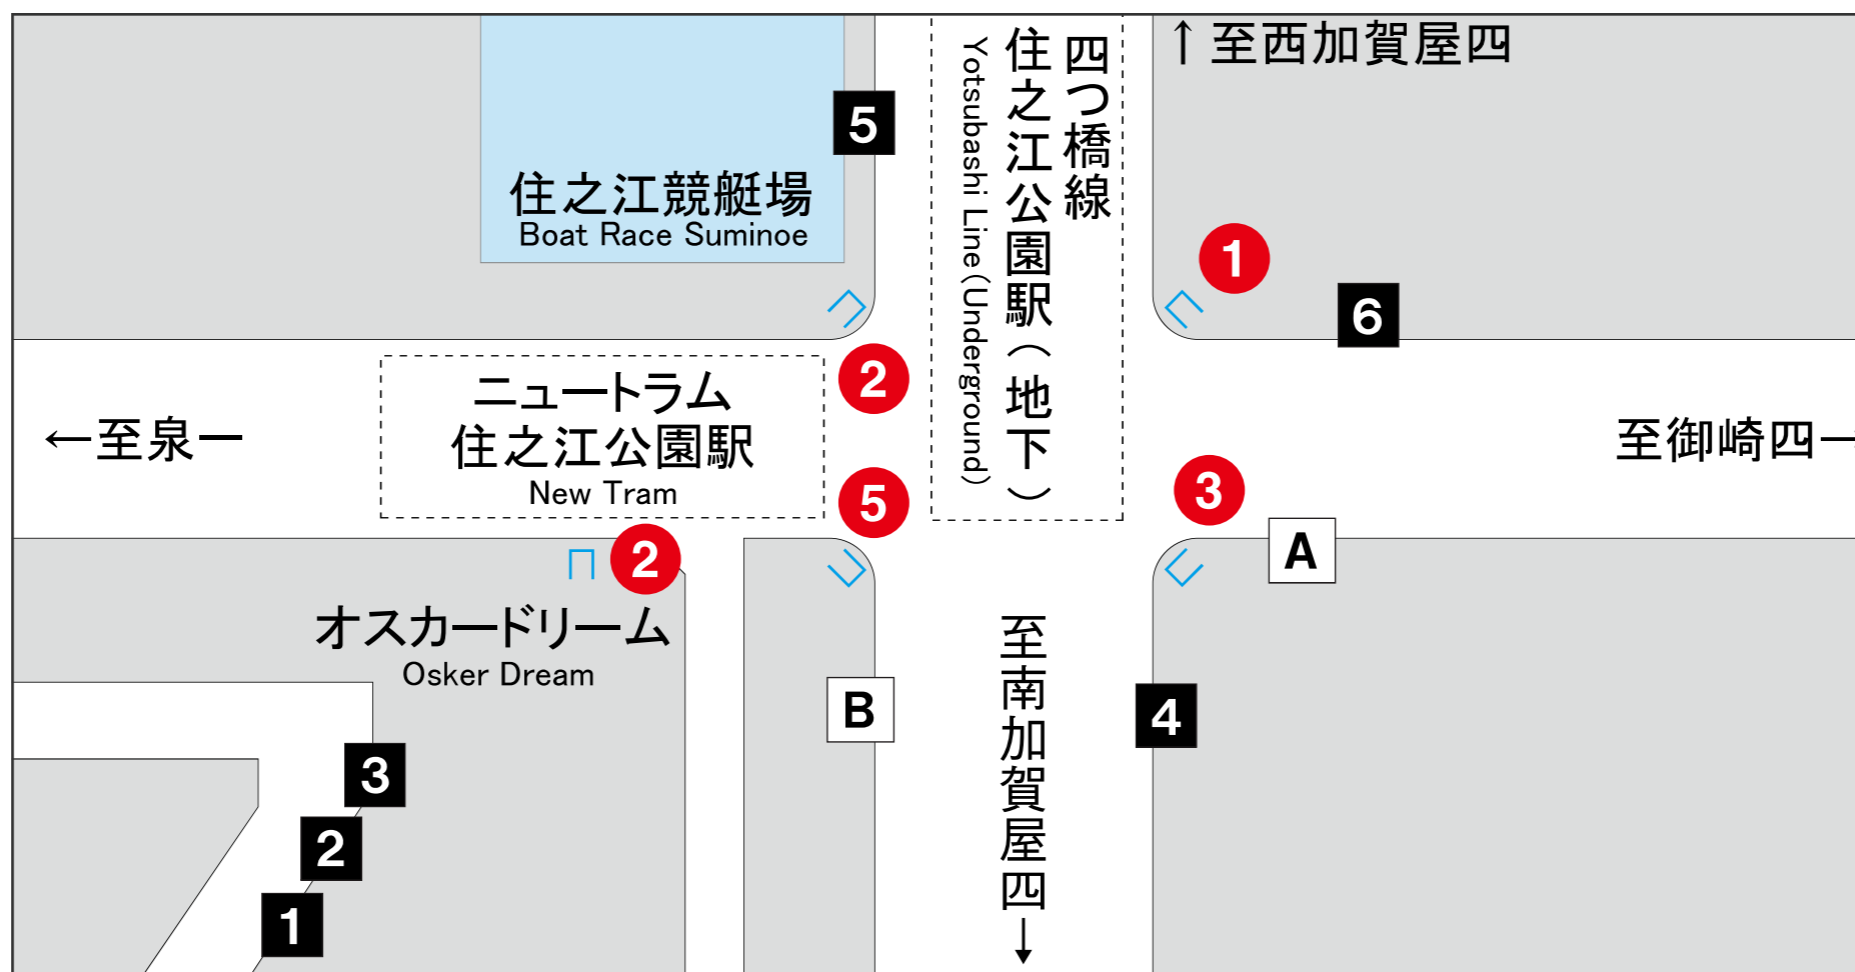 ↑至西加賀屋四
四つ橋線
住之江公園駅（地下）
Yotsubashi Line(Underground)
5
住之江競艇場
Boat Race Suminoe
1
6
2
ニュートラム
住之江公園駅
New Tram
←至泉一
至御崎四→
5
3
A
2
オスカードリーム
Osker Dream
B
4
至南加賀屋四→
3
2
1